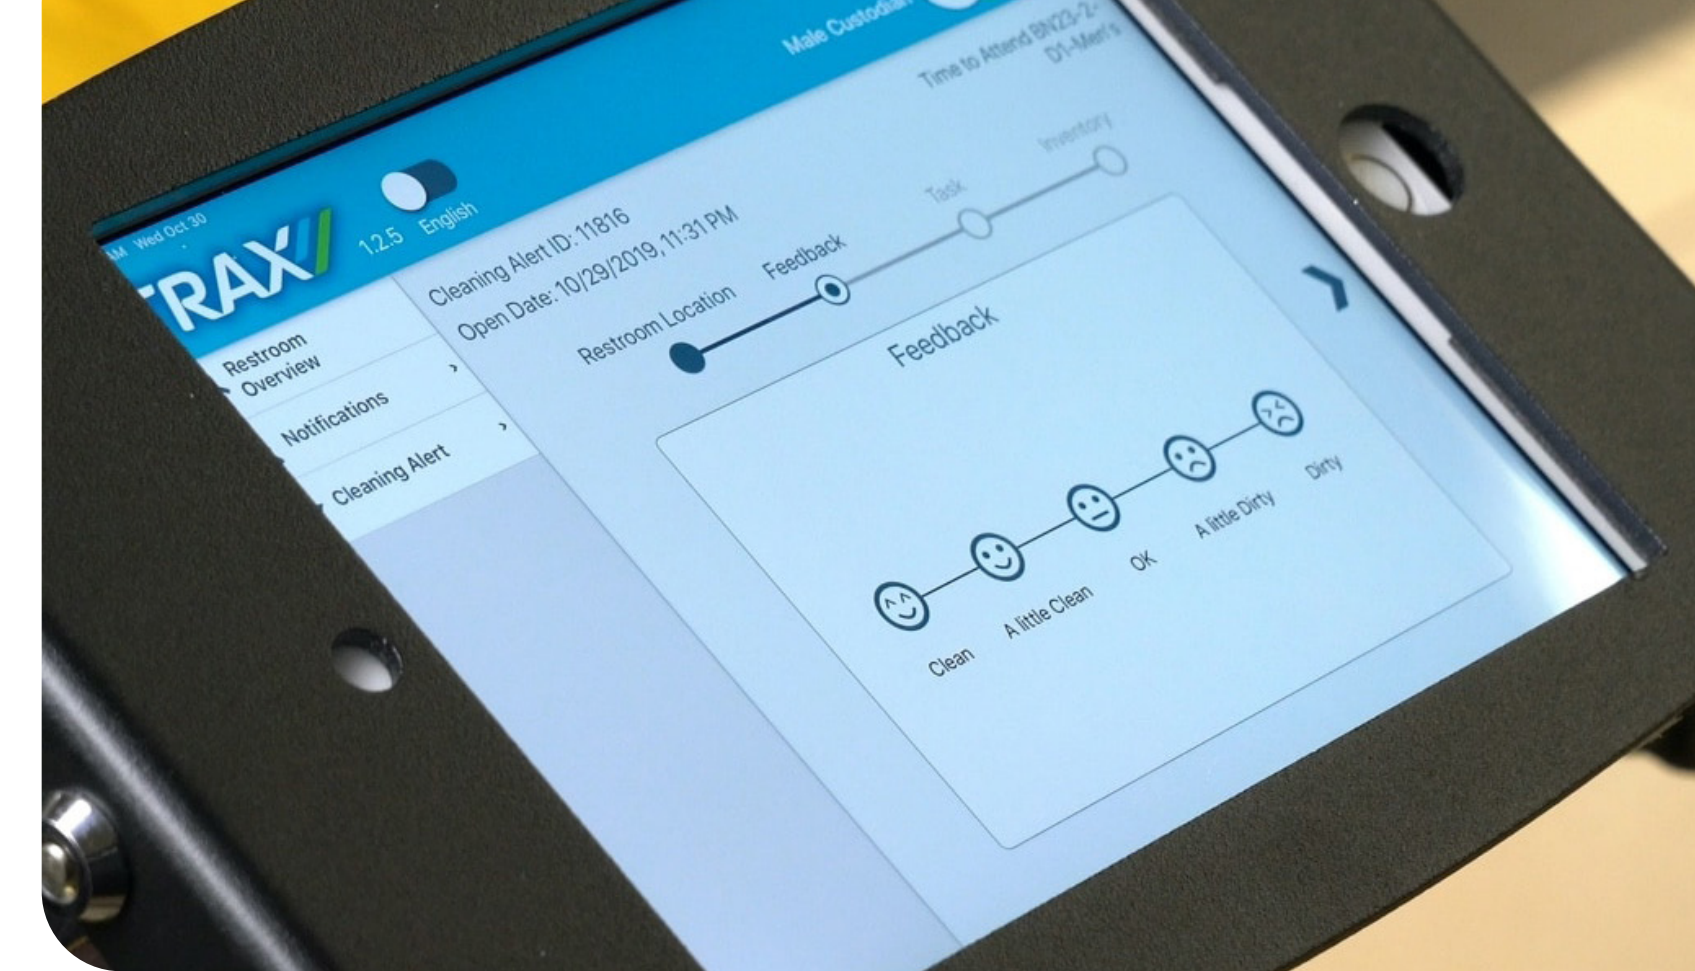 AM Wed Oct 30
TRAX
1.2.5 English
Male Custodian
Restroom
Overview
Notifications
Cleaning Alert
Cleaning Alert ID: 11816
Open Date: 10/29/2019, 11:31 PM
Time to Attend BN23-2-
D1-Men's
Restroom Location
Feedback
Task
Inventory
Feedback
Clean
A little Clean
OK
A little Dirty
Dirty